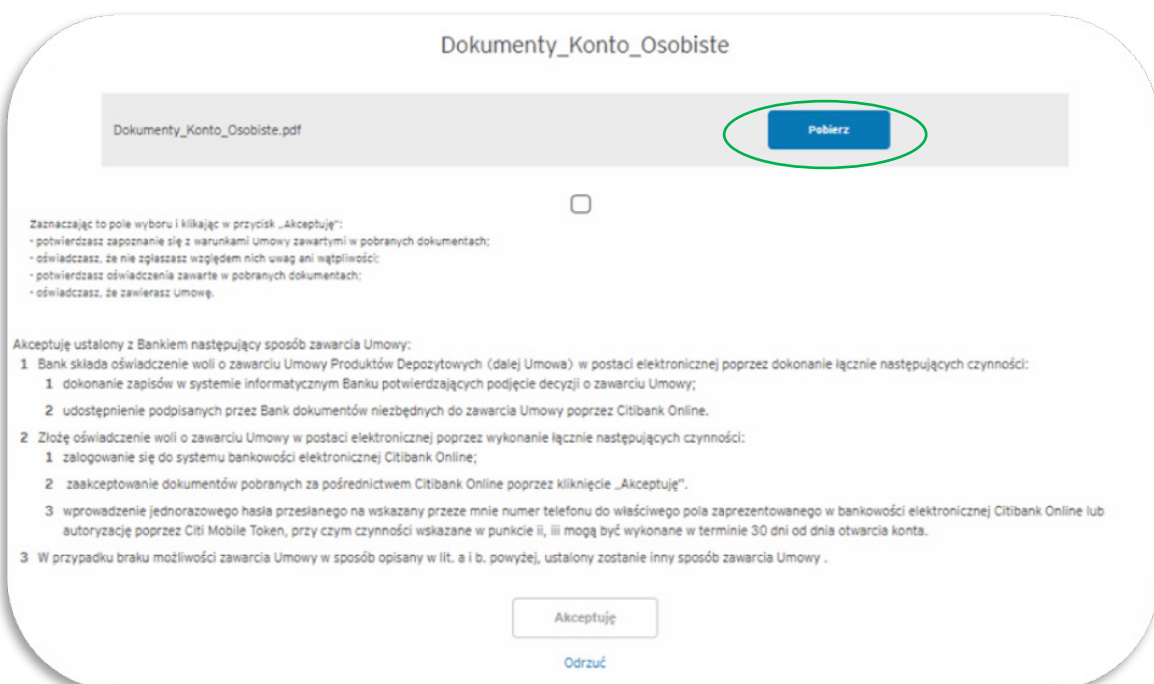 Dokumenty_Konto_Osobiste
Dokumenty_Konto_Osobiste.pdf
Pobierz
Zaznaczając to pole wyboru i klikając w przycisk „Akceptuję":
- potwierdzasz zapoznanie się z warunkami Umowy zawartymi w pobranych dokumentach;
- oświadczasz, że nie zgłaszasz względem nich uwag ani wątpliwości;
- potwierdzasz oświadczenia zawarte w pobranych dokumentach;
- oświadczasz, że zawierasz Umowę.
Akceptuję ustalony z Bankiem następujący sposób zawarcia Umowy:
1 Bank składa oświadczenie woli o zawarciu Umowy Produktów Depozytowych (dalej Umowa) w postaci elektronicznej poprzez dokonanie łącznie następujących czynności:
1 dokonanie zapisów w systemie informatycznym Banku potwierdzających podjęcie decyzji o zawarciu Umowy;
2 udostępnienie podpisanych przez Bank dokumentów niezbędnych do zawarcia Umowy poprzez Citibank Online.
2 Złożę oświadczenie woli o zawarciu Umowy w postaci elektronicznej poprzez wykonanie łącznie następujących czynności:
1 zalogowanie się do systemu bankowości elektronicznej Citibank Online;
2 zaakceptowanie dokumentów pobranych za pośrednictwem Citibank Online poprzez kliknięcie „Akceptuję".
3 wprowadzenie jednorazowego hasła przesłanego na wskazany przeze mnie numer telefonu do właściwego pola zaprezentowanego w bankowości elektronicznej Citibank Online lub
autoryzację poprzez Citi Mobile Token, przy czym czynności wskazane w punkcie ii, iii mogą być wykonane w terminie 30 dni od dnia otwarcia konta.
3 W przypadku braku możliwości zawarcia Umowy w sposób opisany w lit. a i b. powyżej, ustalony zostanie inny sposób zawarcia Umowy .
Akceptuję
Odrzuć